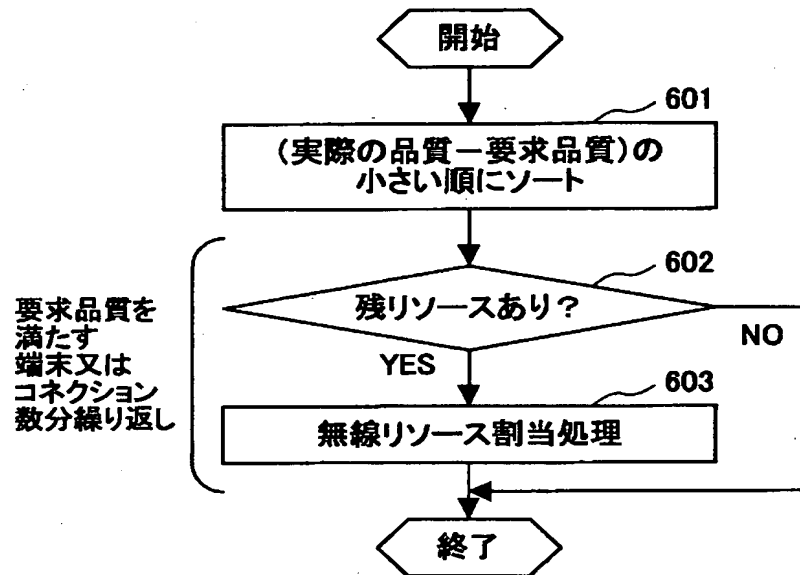 開始
601
（実際の品質－要求品質）の
小さい順にソート
602
残リソースあり？
NO
YES
要求品質を
満たす
端末又は
コネクション
数分繰り返し
603
無線リソース割当処理
終了